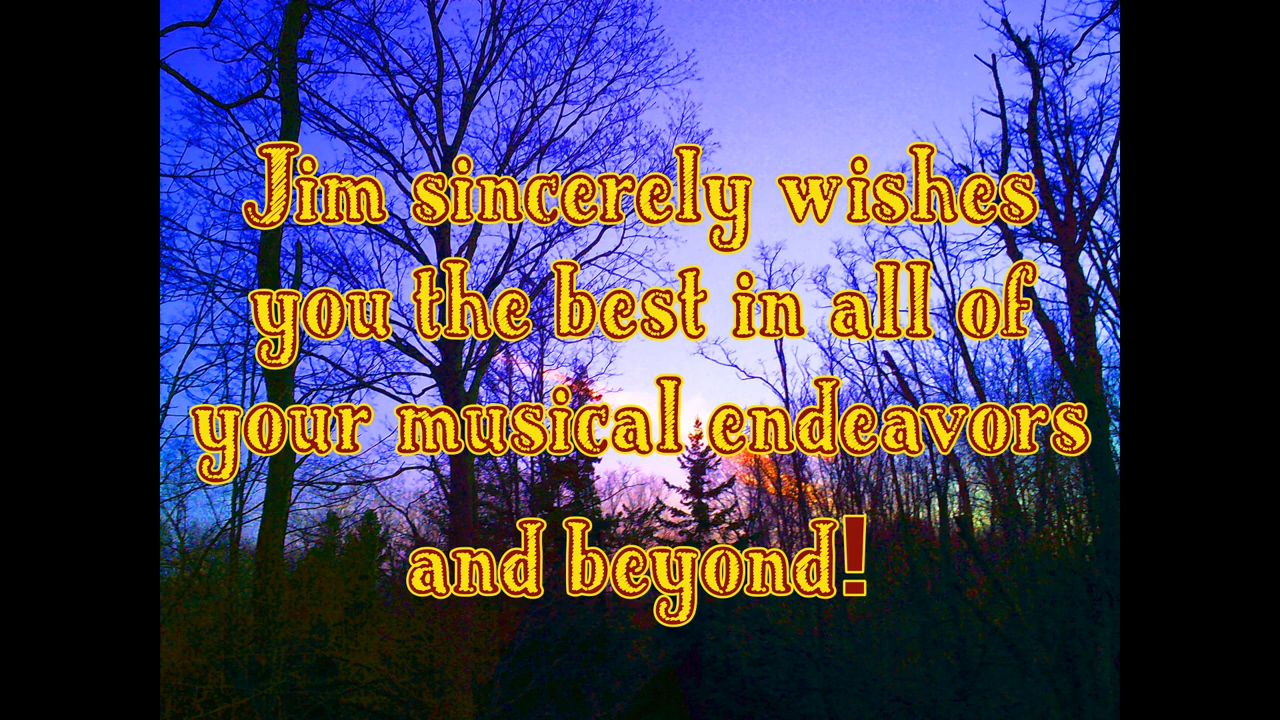 Jim sincerely wishes
you the best in all of
your musical endeavors
and beyond!